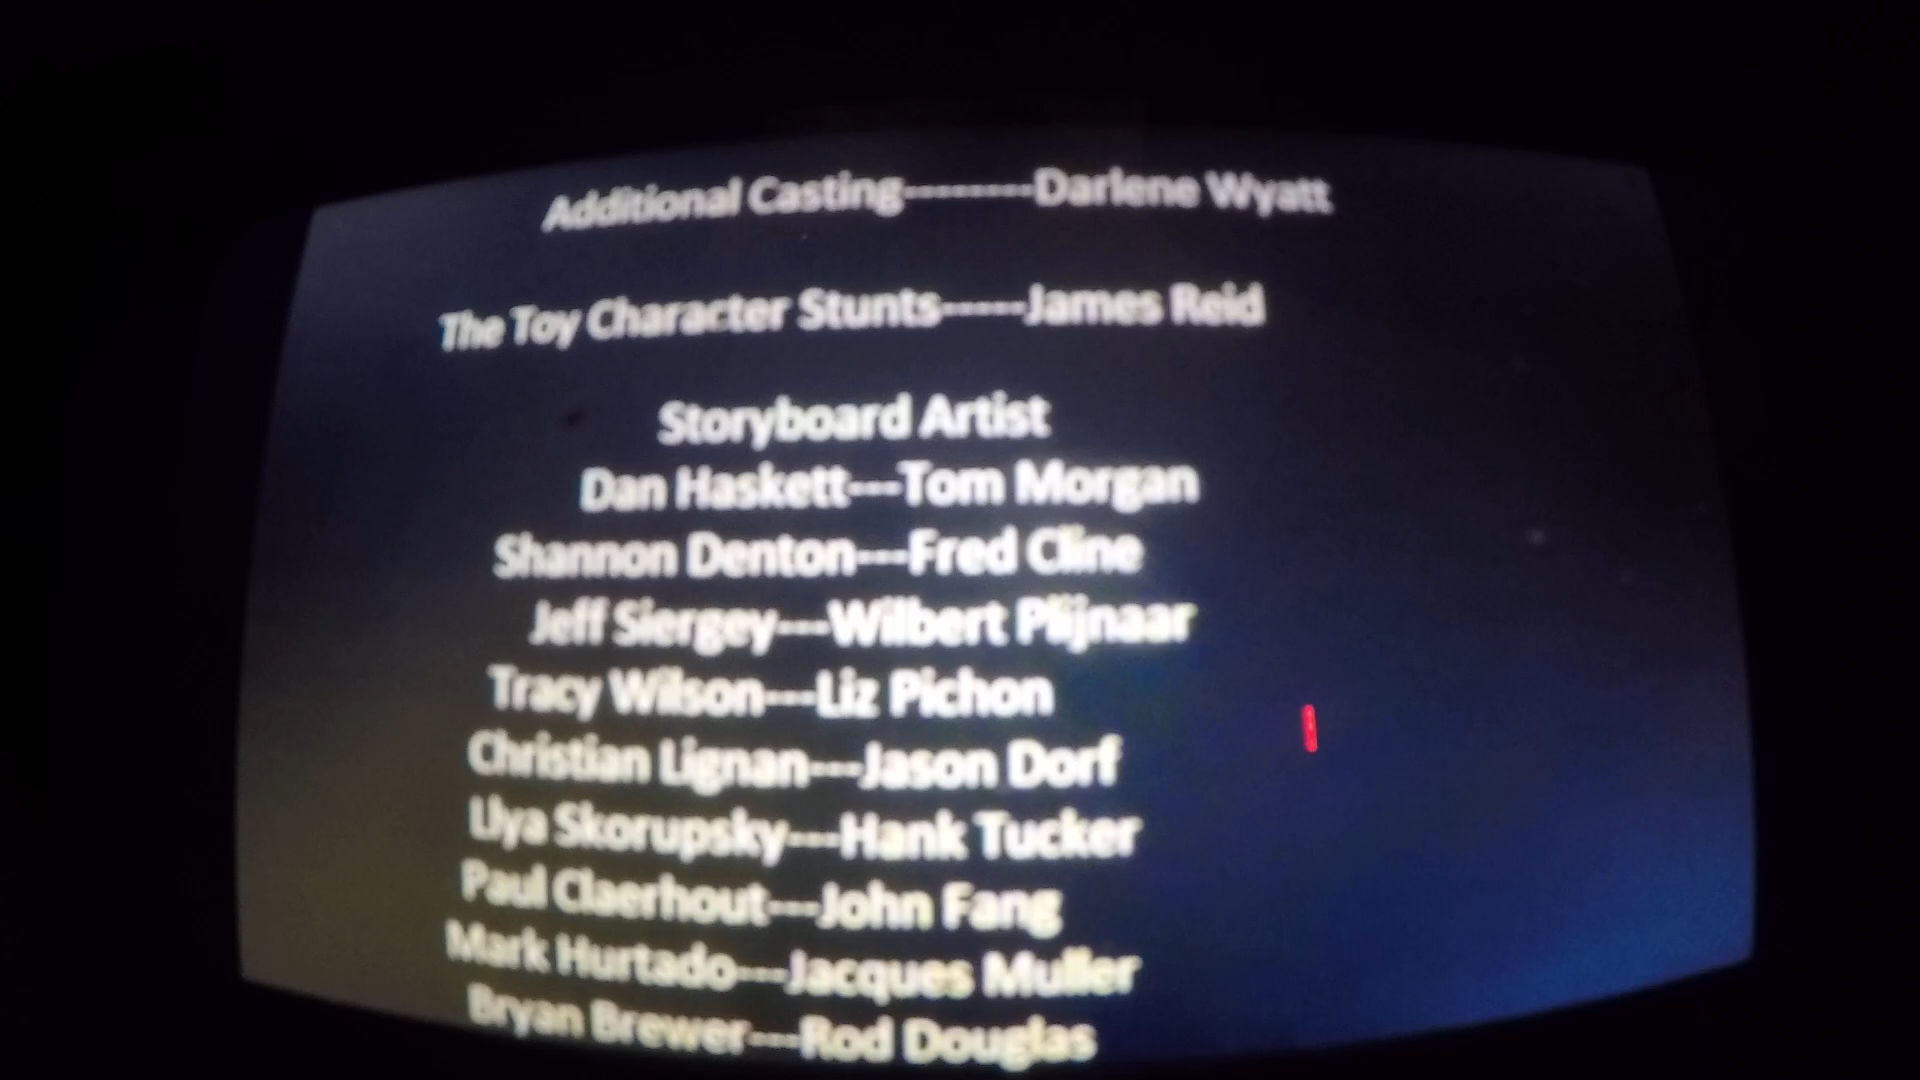 Additional Casting--------Darlene Wyatt
The Toy Character Stunts-----James Reid
Storyboard Artist
Dan Haskett---Tom Morgan
Shannon Denton---Fred Cline
Jeff Siergey---Wilbert Plijnaar
Tracy Wilson---Liz Pichon
Christian Lignan---Jason Dorf
Llya Skorupsky---Hank Tucker
Paul Claerhout---John Fang
Mark Hurtado---Jacques Muller
Bryan Brewer---Rod Douglas